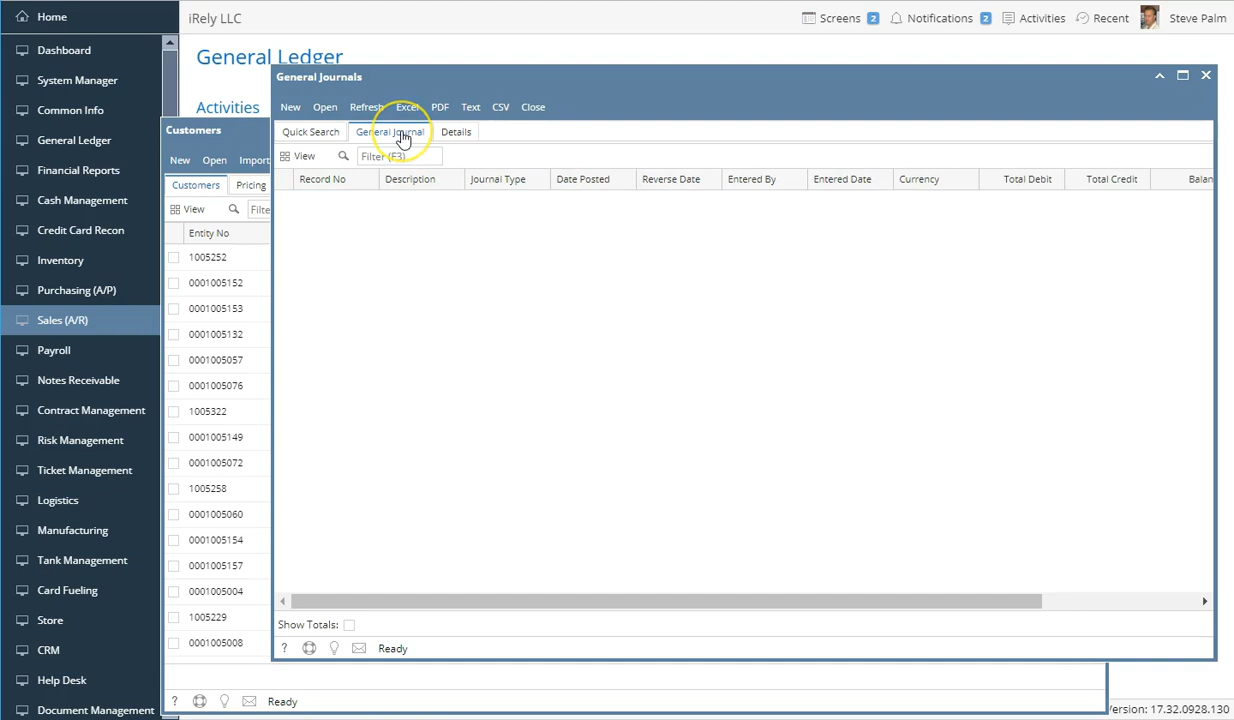 Home
iRely LLC
Screens 2 Notifications 2 Activities Recent Steve Palm
Dashboard
System Manager
Common Info
General Ledger
Financial Reports
Cash Management
Credit Card Recon
Inventory
Purchasing (A/P)
Sales (A/R)
Payroll
Notes Receivable
Contract Management
Risk Management
Ticket Management
Logistics
Manufacturing
Tank Management
Card Fueling
Store
CRM
Help Desk
Document Management
General Ledger
Activities
Customers
New Open Import
Customers Pricing
View Filte
Entity No
1005252
0001005152
0001005153
0001005132
0001005057
0001005076
1005322
0001005149
0001005072
1005258
0001005060
0001005154
0001005157
0001005004
1005229
0001005008
? Ready
General Journals
New Open Refresh Excel PDF Text CSV Close
Quick Search General Journal Details
View Filter (F3)
Record No Description Journal Type Date Posted Reverse Date Entered By Entered Date Currency Total Debit Total Credit Balan
Show Totals:
? Ready
Version: 17.32.0928.130